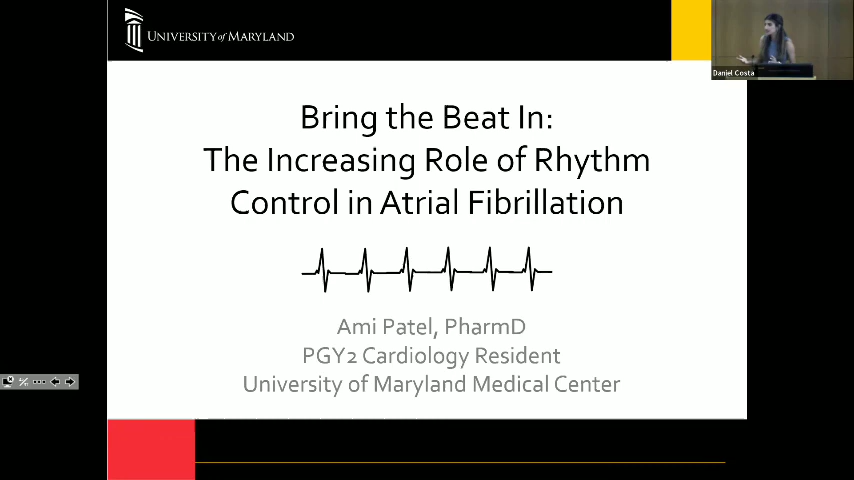 UNIVERSITY of MARYLAND
Daniel Costa
Bring the Beat In:
The Increasing Role of Rhythm
Control in Atrial Fibrillation
Ami Patel, PharmD
PGY2 Cardiology Resident
University of Maryland Medical Center